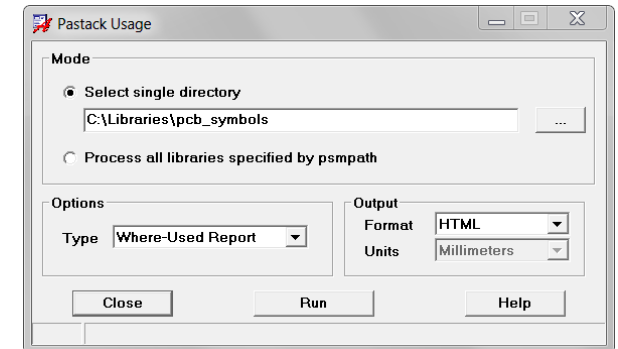 Pastack Usage
Mode
Select single directory
C:\Libraries\pcb_symbols
...
Process all libraries specified by psmpath
Options
Type Where-Used Report
Output
Format HTML
Units Millimeters
Close Run Help